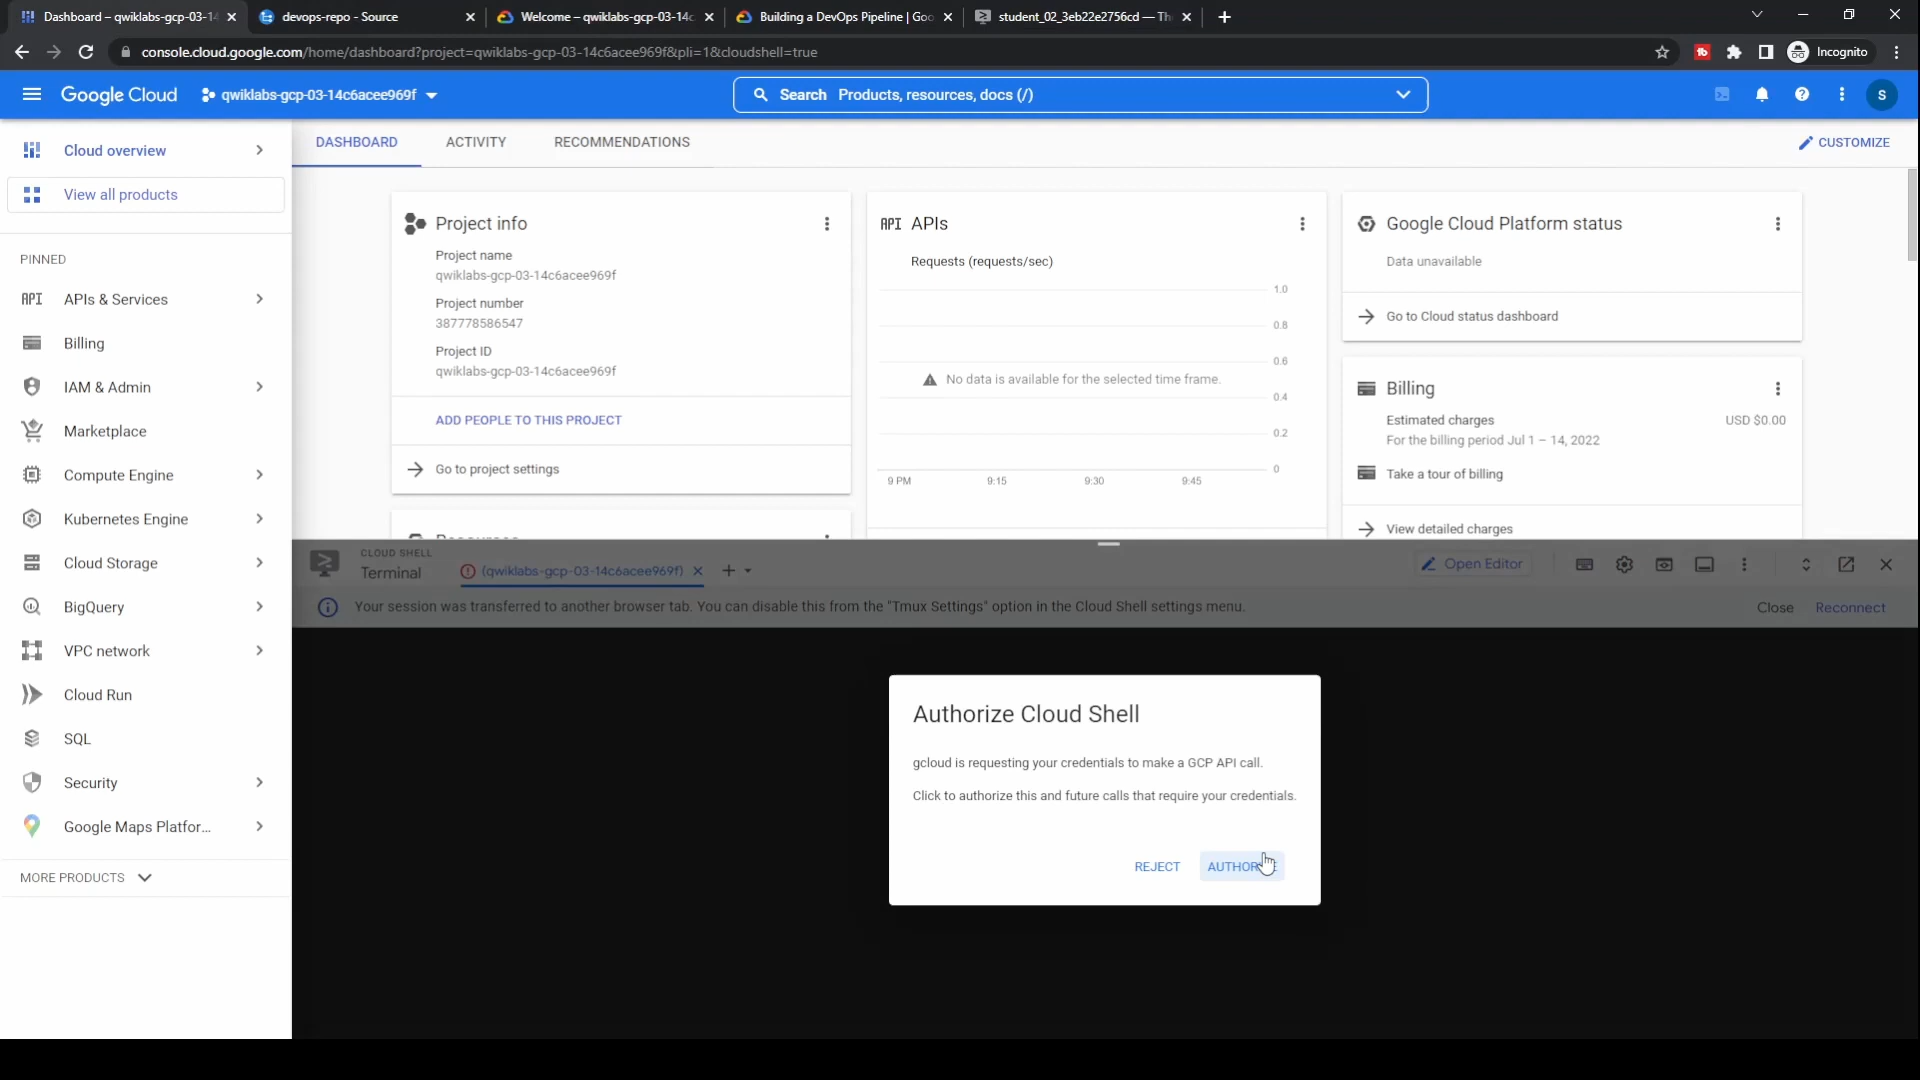 Dashboard – qwiklabs-gcp-03-1
devops-repo - Source
Welcome – qwiklabs-gcp-03-14c
Building a DevOps Pipeline | Goo
student_02_3eb22e2756cd — Th
console.cloud.google.com/home/dashboard?project=qwiklabs-gcp-03-14c6acee969f&pli=1&cloudshell=true
Incognito
Google Cloud
qwiklabs-gcp-03-14c6acee969f
Search Products, resources, docs (/)
S
Cloud overview
View all products
PINNED
API APIs & Services
Billing
IAM & Admin
Marketplace
Compute Engine
Kubernetes Engine
Cloud Storage
BigQuery
VPC network
Cloud Run
SQL
Security
Google Maps Platfor...
MORE PRODUCTS
DASHBOARD
ACTIVITY
RECOMMENDATIONS
CUSTOMIZE
Project info
Project name
qwiklabs-gcp-03-14c6acee969f
Project number
387778586547
Project ID
qwiklabs-gcp-03-14c6acee969f
ADD PEOPLE TO THIS PROJECT
Go to project settings
API APIs
Requests (requests/sec)
1.0
0.8
0.6
No data is available for the selected time frame.
0.4
0.2
0
9 PM
9:15
9:30
9:45
Google Cloud Platform status
Data unavailable
Go to Cloud status dashboard
Billing
Estimated charges
USD $0.00
For the billing period Jul 1 – 14, 2022
Take a tour of billing
View detailed charges
CLOUD SHELL
Terminal
(qwiklabs-gcp-03-14c6acee969f)
Open Editor
Your session was transferred to another browser tab. You can disable this from the "Tmux Settings" option in the Cloud Shell settings menu.
Close
Reconnect
Authorize Cloud Shell
gcloud is requesting your credentials to make a GCP API call.
Click to authorize this and future calls that require your credentials.
REJECT